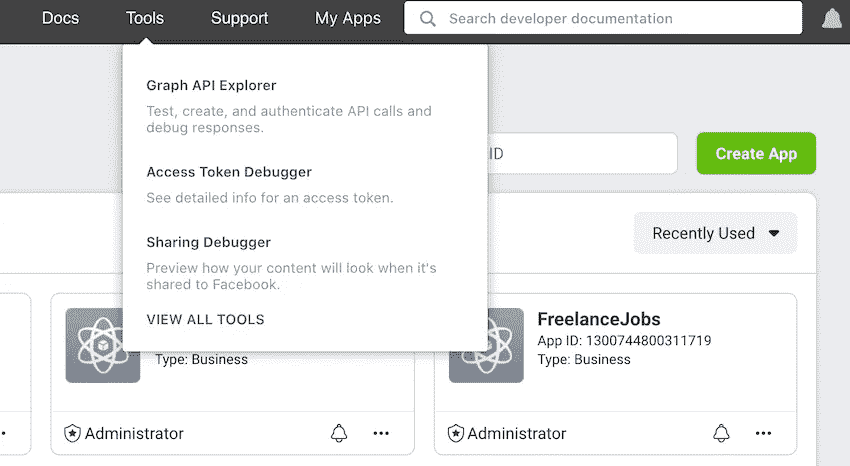 Docs Tools Support My Apps Search developer documentation
Graph API Explorer
Test, create, and authenticate API calls and
debug responses.
ID Create App
Access Token Debugger
See detailed info for an access token.
Sharing Debugger
Recently Used
Preview how your content will look when it's
shared to Facebook.
VIEW ALL TOOLS
Type: Business
FreelanceJobs
App ID: 1300744800311719
Type: Business
Administrator
Administrator